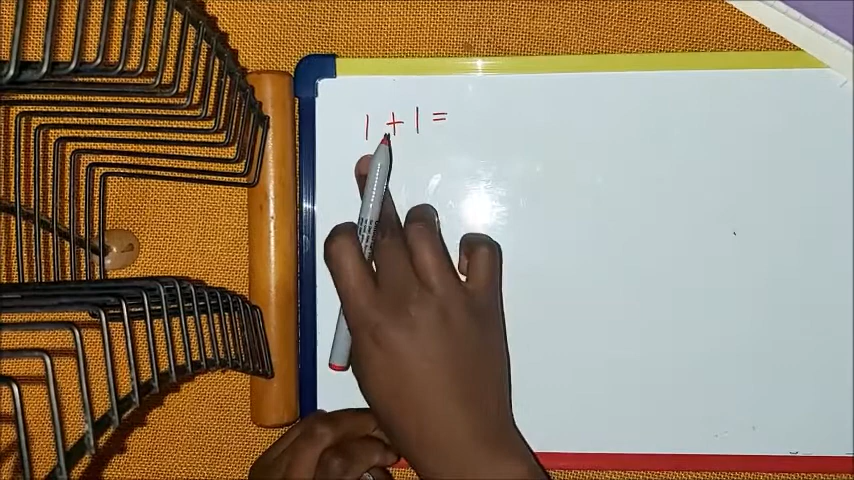 1 + 1 =